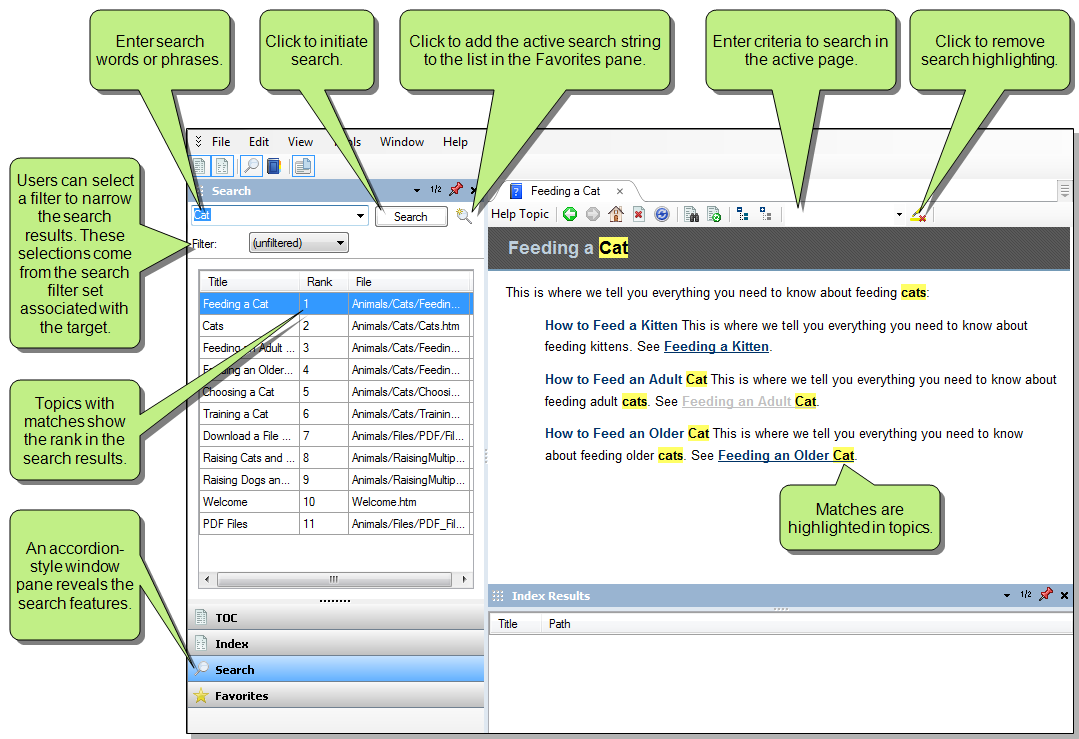 Enter search
words or phrases.
Click to initiate
search.
Click to add the active search string
to the list in the Favorites pane.
Enter criteria to search in
the active page.
Click to remove
search highlighting.
Users can select
a filter to narrow
the search
results. These
selections come
from the search
filter set
associated with
the target.
Topics with
matches show
the rank in the
search results.
An accordion-
style window
pane reveals the
search features.
File Edit View Window Help
Search 1/2
Cat Search
Filter: (unfiltered)
Title Rank File
Feeding a Cat 1 Animals/Cats/Feedin...
Cats 2 Animals/Cats/Cats.htm
Feeding an Adult ... 3 Animals/Cats/Feedin...
Feeding an Older... 4 Animals/Cats/Feedin...
Choosing a Cat 5 Animals/Cats/Choosi...
Training a Cat 6 Animals/Cats/Trainin...
Download a File ... 7 Animals/Files/PDF/Fil...
Raising Cats and ... 8 Animals/RaisingMultip...
Raising Dogs an... 9 Animals/RaisingMultip...
Welcome 10 Welcome.htm
PDF Files 11 Animals/Files/PDF_Fil...
TOC
Index
Search
Favorites
Feeding a Cat
Help Topic
Feeding a Cat
This is where we tell you everything you need to know about feeding cats:
How to Feed a Kitten This is where we tell you everything you need to know about
feeding kittens. See Feeding a Kitten.
How to Feed an Adult Cat This is where we tell you everything you need to know about
feeding adult cats. See Feeding an Adult Cat.
How to Feed an Older Cat This is where we tell you everything you need to know
about feeding older cats. See Feeding an Older Cat.
Matches are
highlighted in topics.
Index Results 1/2
Title Path